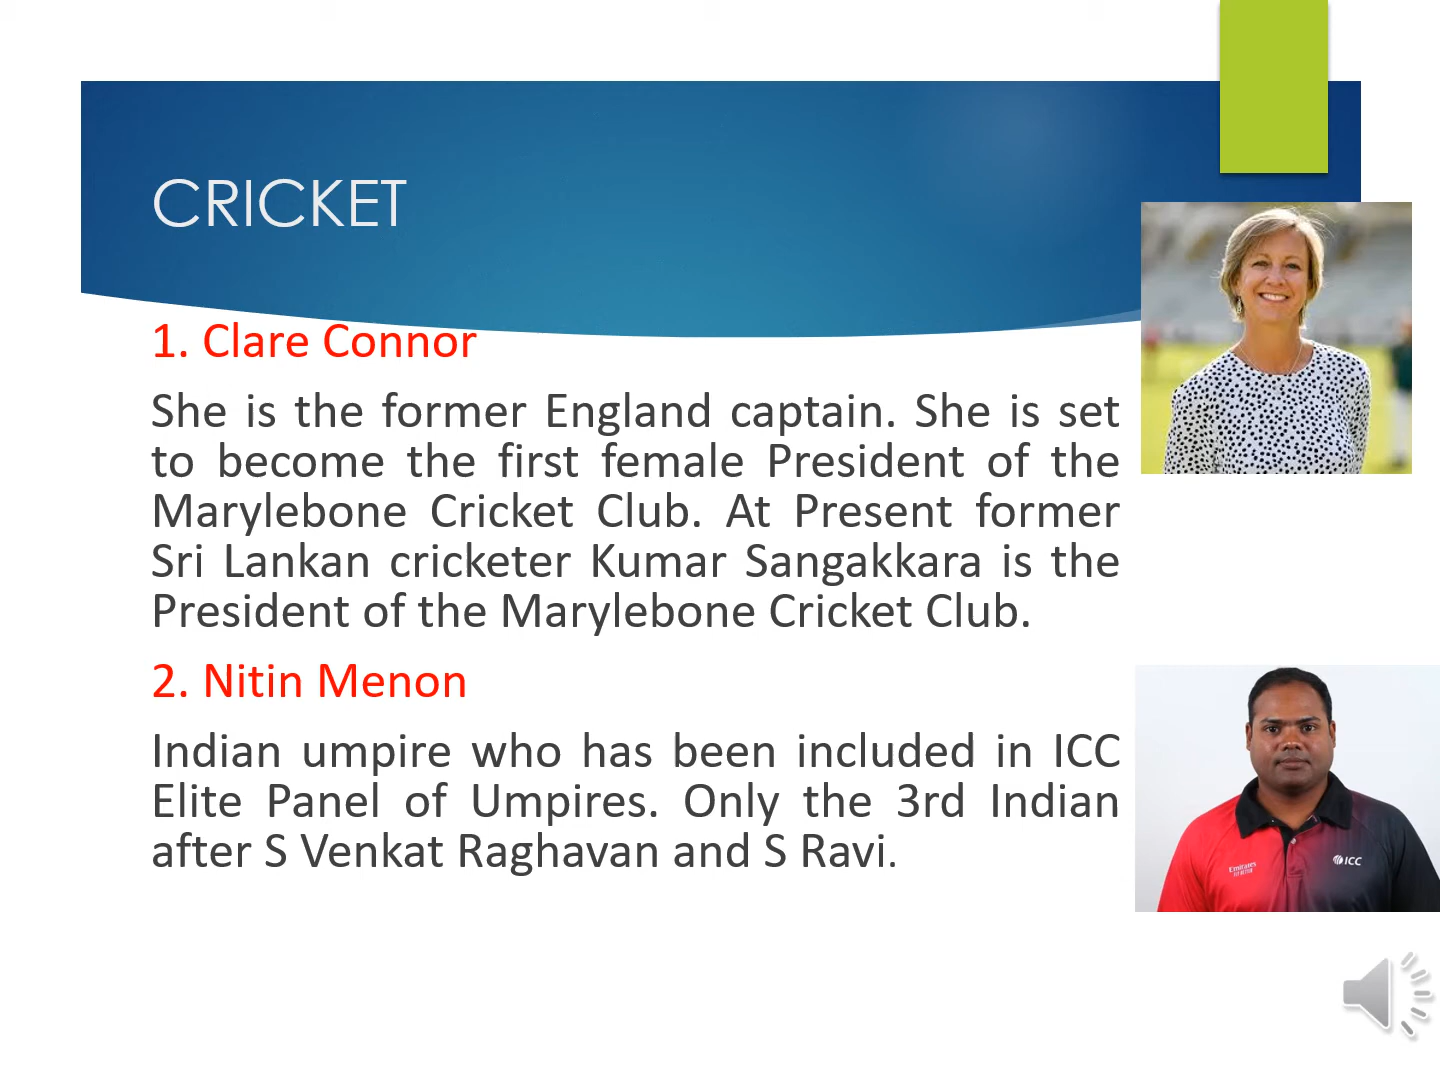 CRICKET
1. Clare Connor
She is the former England captain. She is set
to become the first female President of the
Marylebone Cricket Club. At Present former
Sri Lankan cricketer Kumar Sangakkara is the
President of the Marylebone Cricket Club.
2. Nitin Menon
Indian umpire who has been included in ICC
Elite Panel of Umpires. Only the 3rd Indian
after S Venkat Raghavan and S Ravi.
Emirates
FLY BETTER
ICC